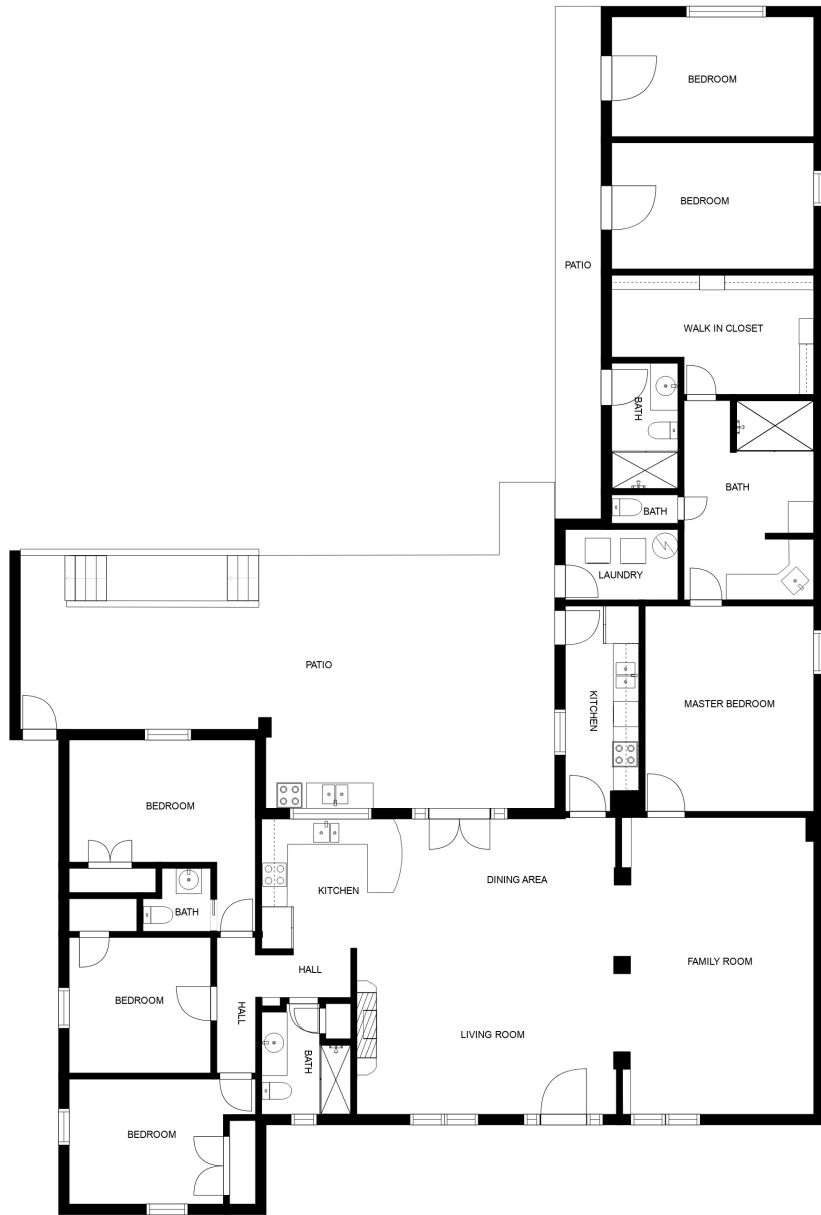 BEDROOM
BEDROOM
PATIO
WALK IN CLOSET
BATH
BATH
BATH
LAUNDRY
PATIO
KITCHEN
MASTER BEDROOM
BEDROOM
DINING AREA
KITCHEN
BATH
FAMILY ROOM
HALL
BEDROOM
HALL
LIVING ROOM
BATH
BEDROOM